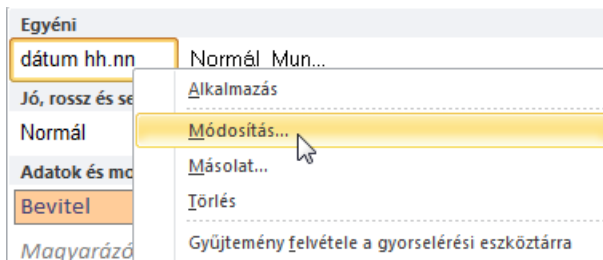 Egyéni
dátum hh.nn Normál_Mun...
Jó, rossz és se
Alkalmazás
Normál Módosítás...
Adatok és mo
Másolat...
Bevitel Törlés
Magyarázó
Gyűjtemény felvétele a gyorselérési eszköztárra